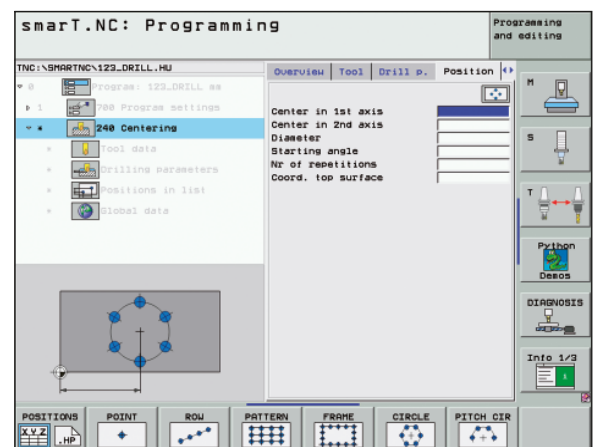 smarT.NC: Programming
Programming
and editing
TNC:\SMARTNC\123_DRILL.HU
Overview Tool Drill p. Position
0 Program: 123_DRILL mm
1 700 Program settings
* 240 Centering
* Tool data
* Drilling parameters
* Positions in list
* Global data
Center in 1st axis
Center in 2nd axis
Diameter
Starting angle
Nr of repetitions
Coord. top surface
M
S
T
Python
Demos
DIAGNOSIS
Info 1/3
1
POSITIONS
POINT
ROW
PATTERN
FRAME
CIRCLE
PITCH CIR
X Y Z
.HP